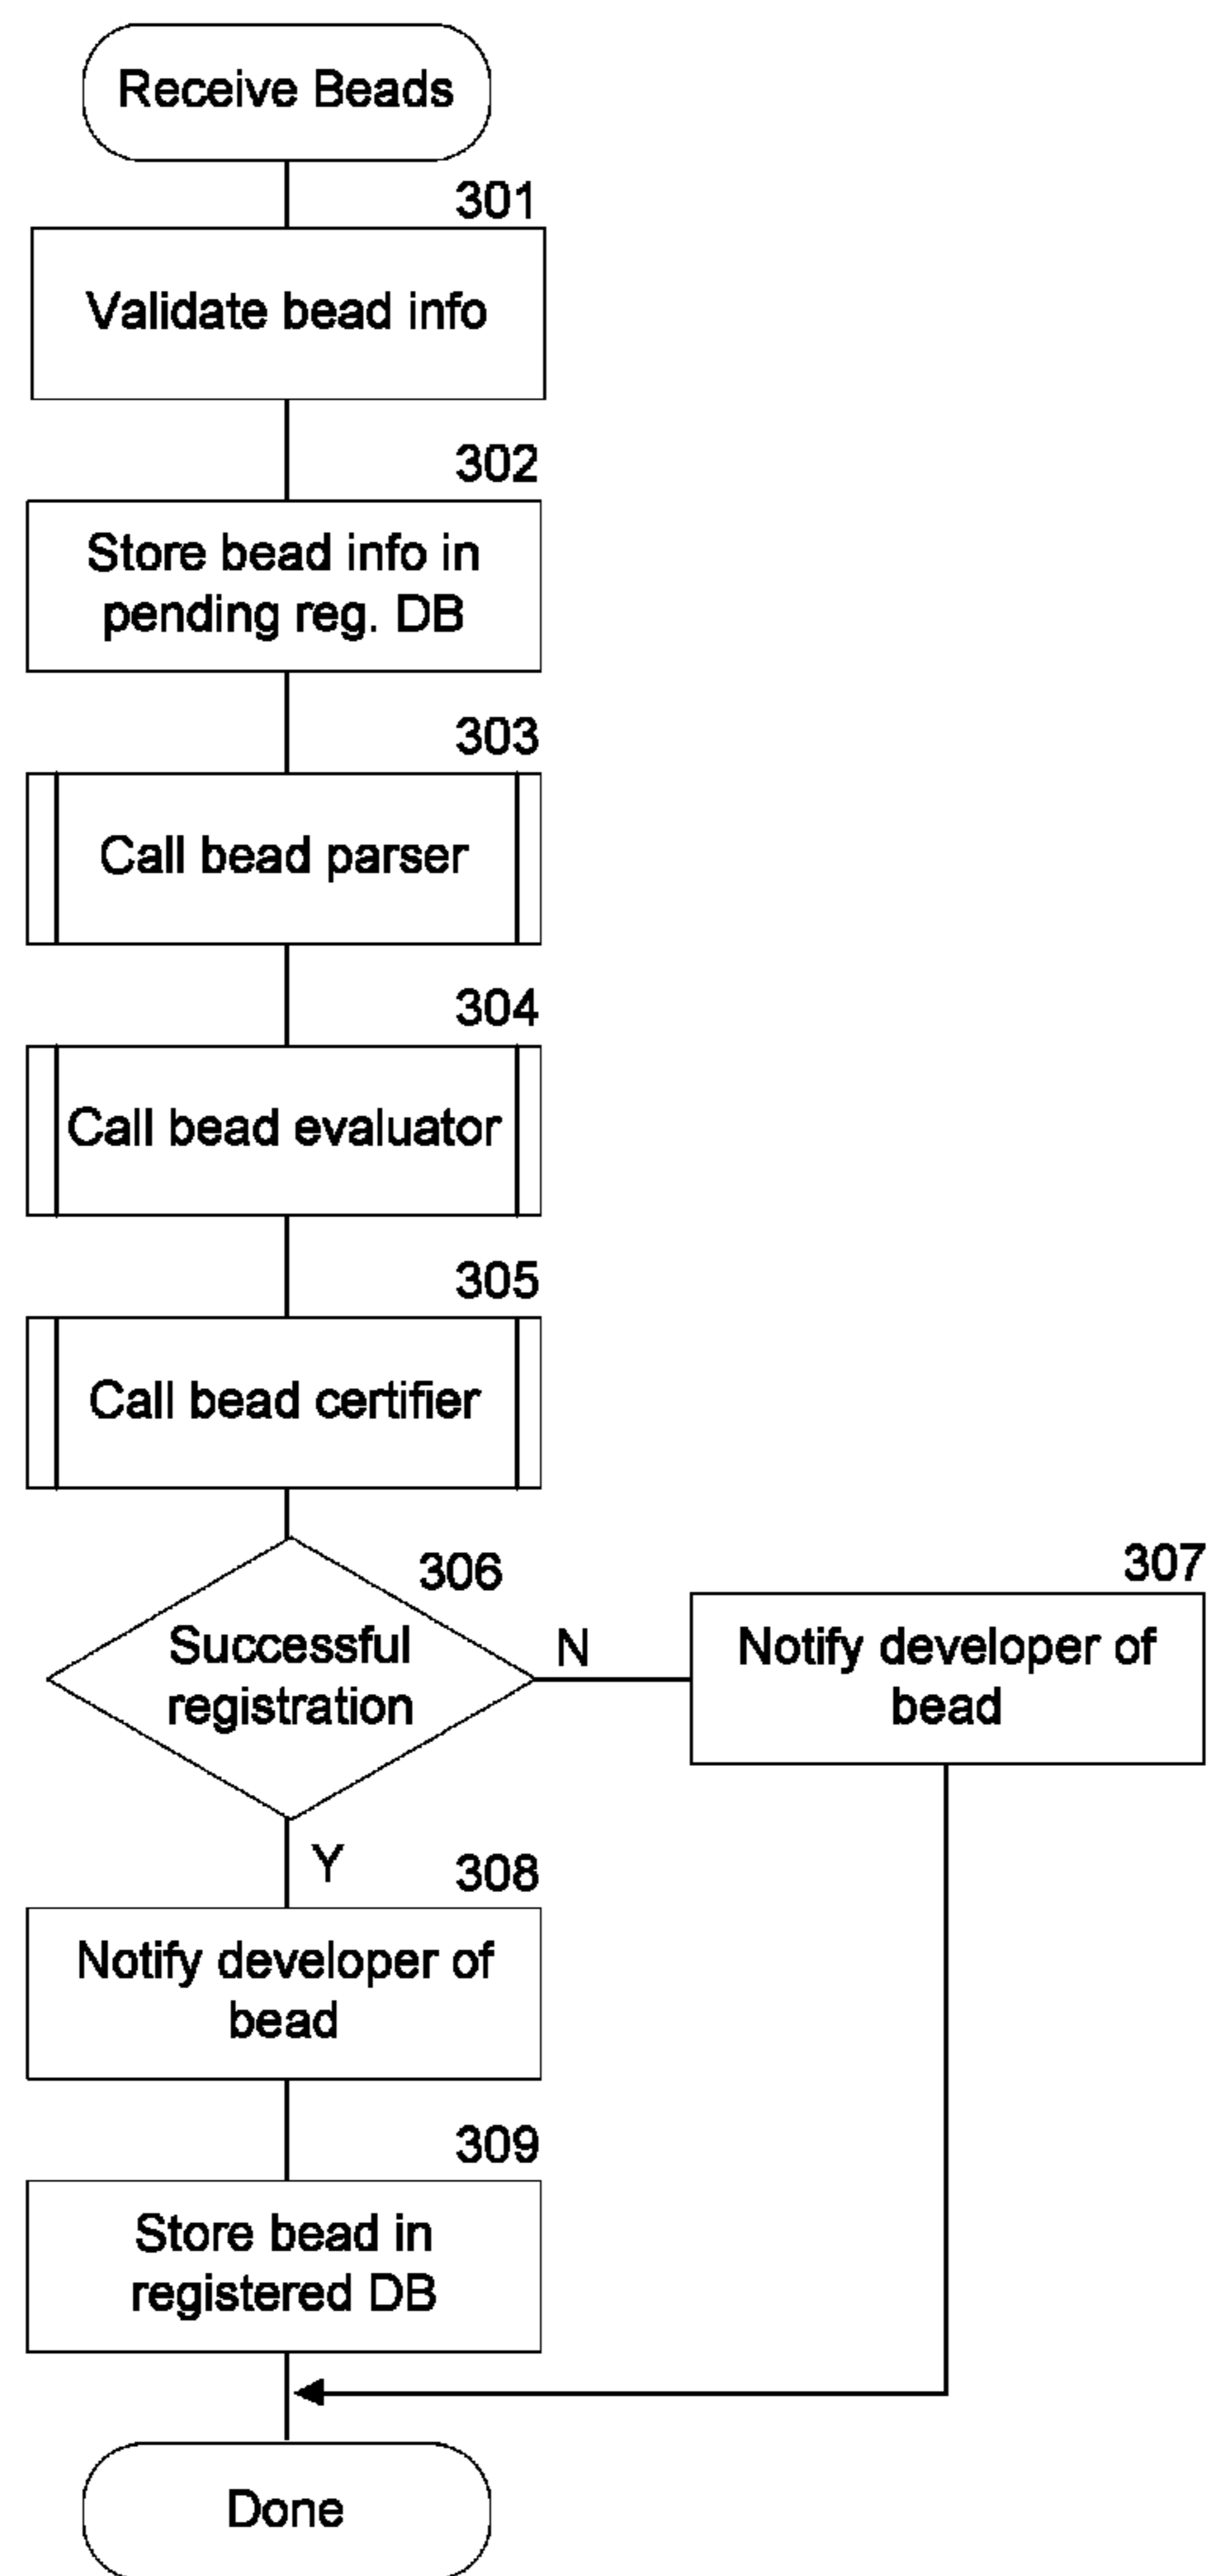 Receive Beads
301
Validate bead info
302
Store bead info in
pending reg. DB
303
Call bead parser
304
Call bead evaluator
305
Call bead certifier
306
Successful
registration
N
307
Notify developer of
bead
Y
308
Notify developer of
bead
309
Store bead in
registered DB
Done